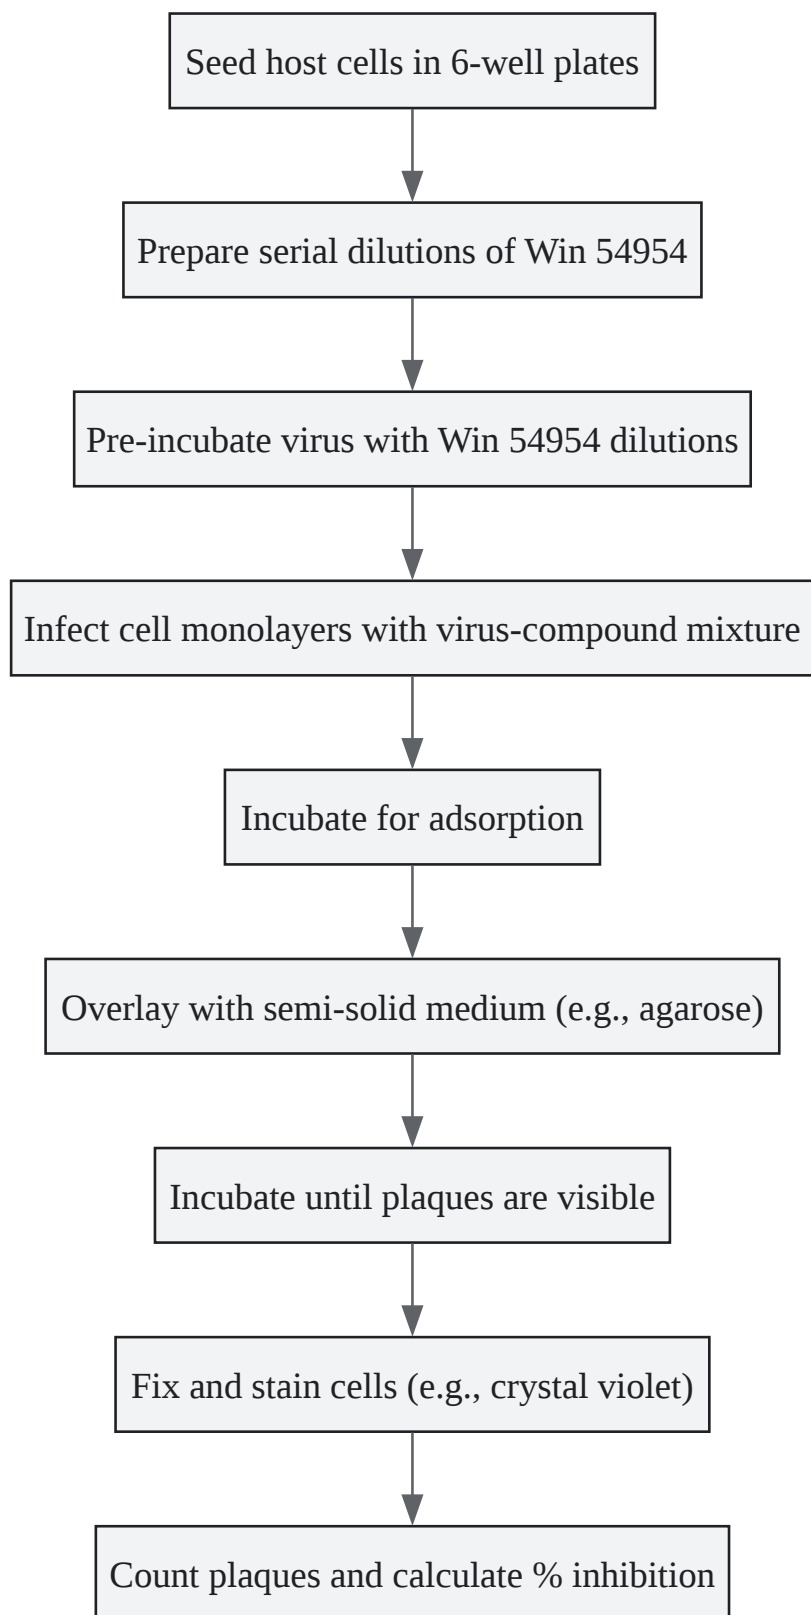 Seed host cells in 6-well plates
Prepare serial dilutions of Win 54954
Pre-incubate virus with Win 54954 dilutions
Infect cell monolayers with virus-compound mixture
Incubate for adsorption
Overlay with semi-solid medium (e.g., agarose)
Incubate until plaques are visible
Fix and stain cells (e.g., crystal violet)
Count plaques and calculate % inhibition